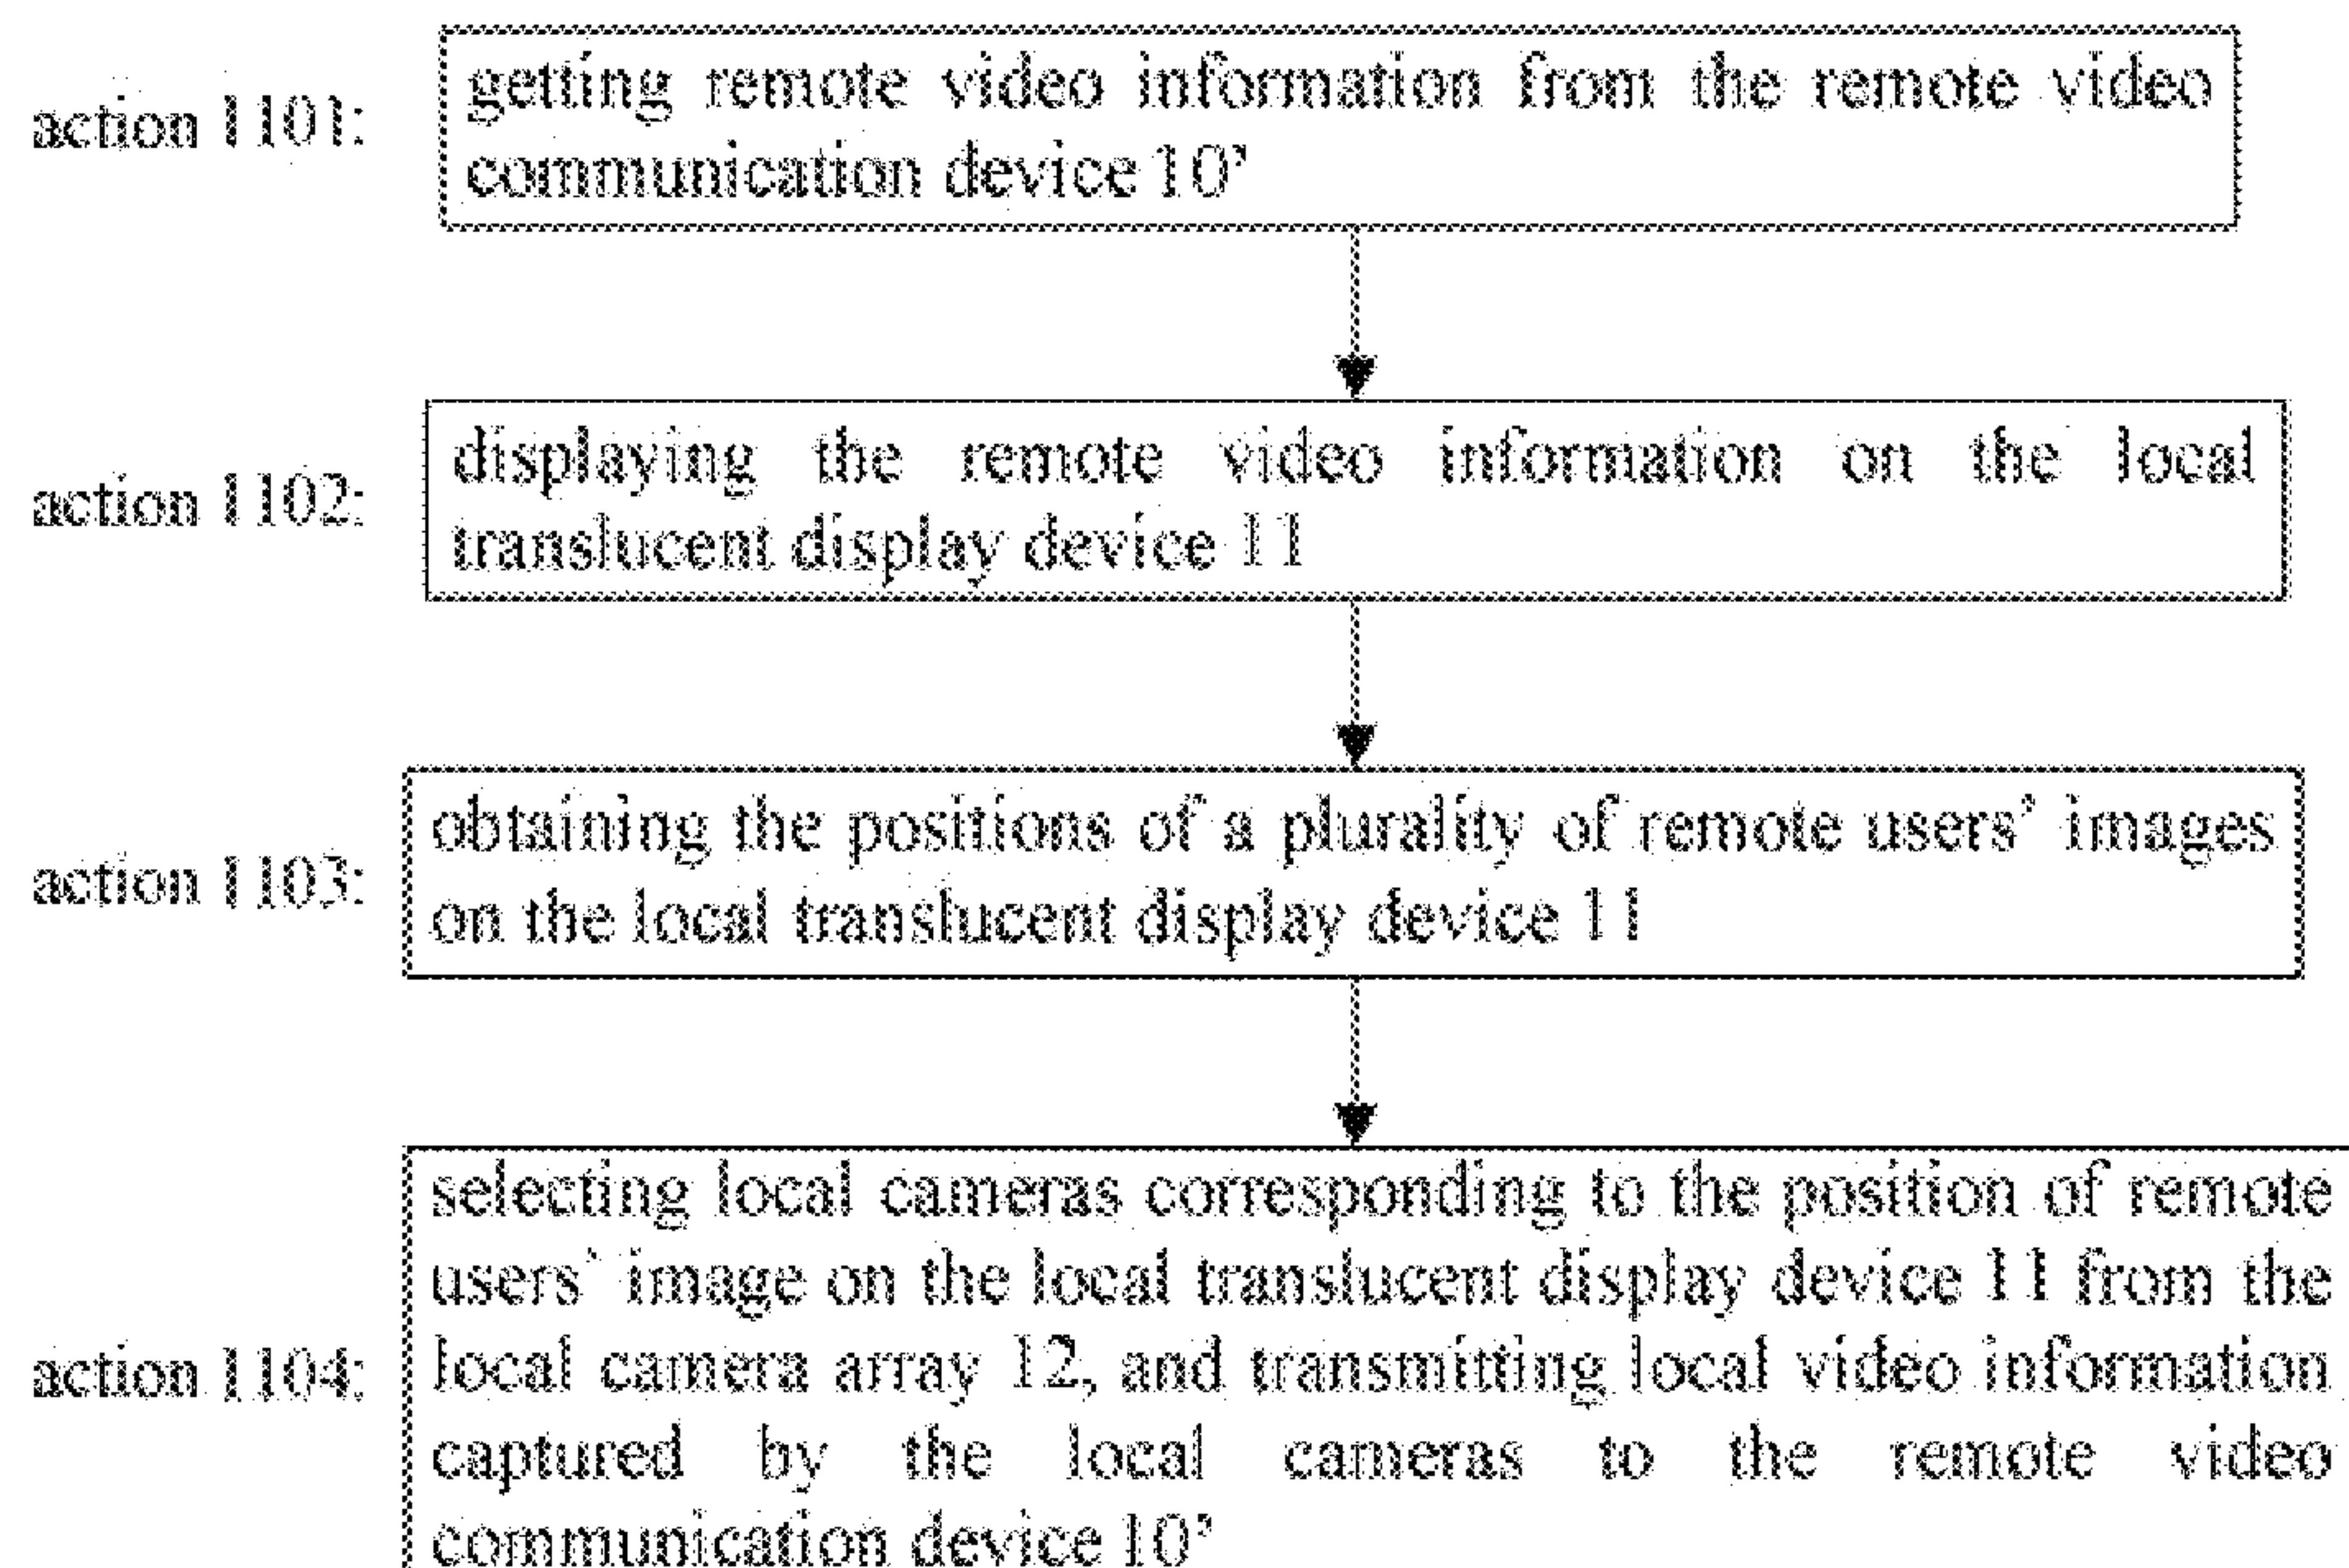 action 1101:
getting remote video information from the remote video
communication device 10’
action 1102:
displaying the remote video information on the local
translucent display device 11
action 1103:
obtaining the positions of a plurality of remote users’ images
on the local translucent display device 11
action 1104:
selecting local cameras corresponding to the position of remote
users’ image on the local translucent display device 11 from the
local camera array 12, and transmitting local video information
captured by the local cameras to the remote video
communication device 10’